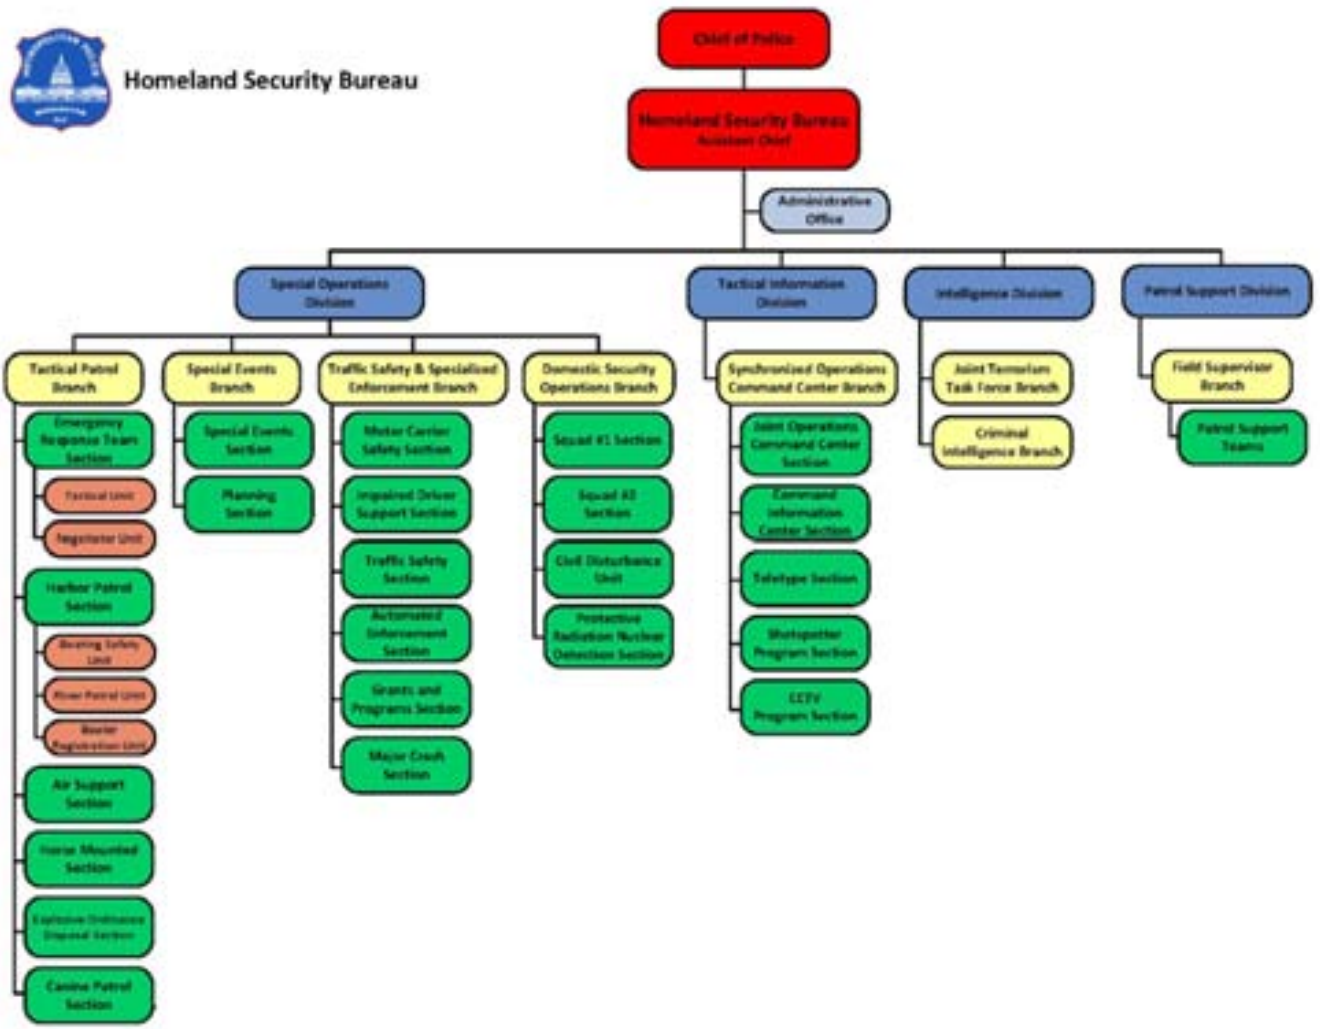 METROPOLITAN POLICE
Homeland Security Bureau
Chief of Police
Homeland Security Bureau
Assistant Chief
Administrative
Office
Special Operations
Division
Tactical Information
Division
Intelligence Division
Patrol Support Division
Tactical Patrol
Branch
Special Events
Branch
Traffic Safety & Specialized
Enforcement Branch
Domestic Security
Operations Branch
Synchronized Operations
Command Center Branch
Joint Terrorism
Task Force Branch
Criminal
Intelligence Branch
Field Supervisor
Branch
Patrol Support
Teams
Emergency
Response Team
Section
Tactical Unit
Negotiator Unit
Harbor Patrol
Section
Boating Safety
Unit
River Patrol Unit
Registration Unit
Air Support
Section
Horse Mounted
Section
Explosive Ordinance
Disposal Section
Canine Patrol
Section
Special Events
Section
Planning
Section
Motor Carrier
Safety Section
Impaired Driver
Support Section
Traffic Safety
Section
Automated
Enforcement
Section
Grants and
Programs Section
Major Crash
Section
Squad #1 Section
Squad #2
Section
Civil Disturbance
Unit
Protective
Radiation Nuclear
Detection Section
Joint Operations
Command Center
Section
Command
Information
Center Section
Teletype Section
Shotspotter
Program Section
CCTV
Program Section